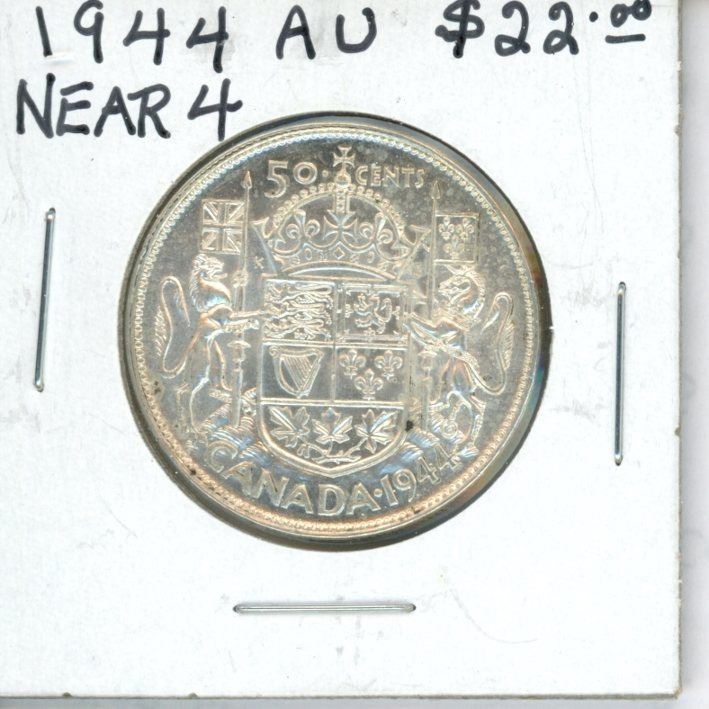 1944 AU $22.00
NEAR 4
50 · CENTS
CANADA · 1944